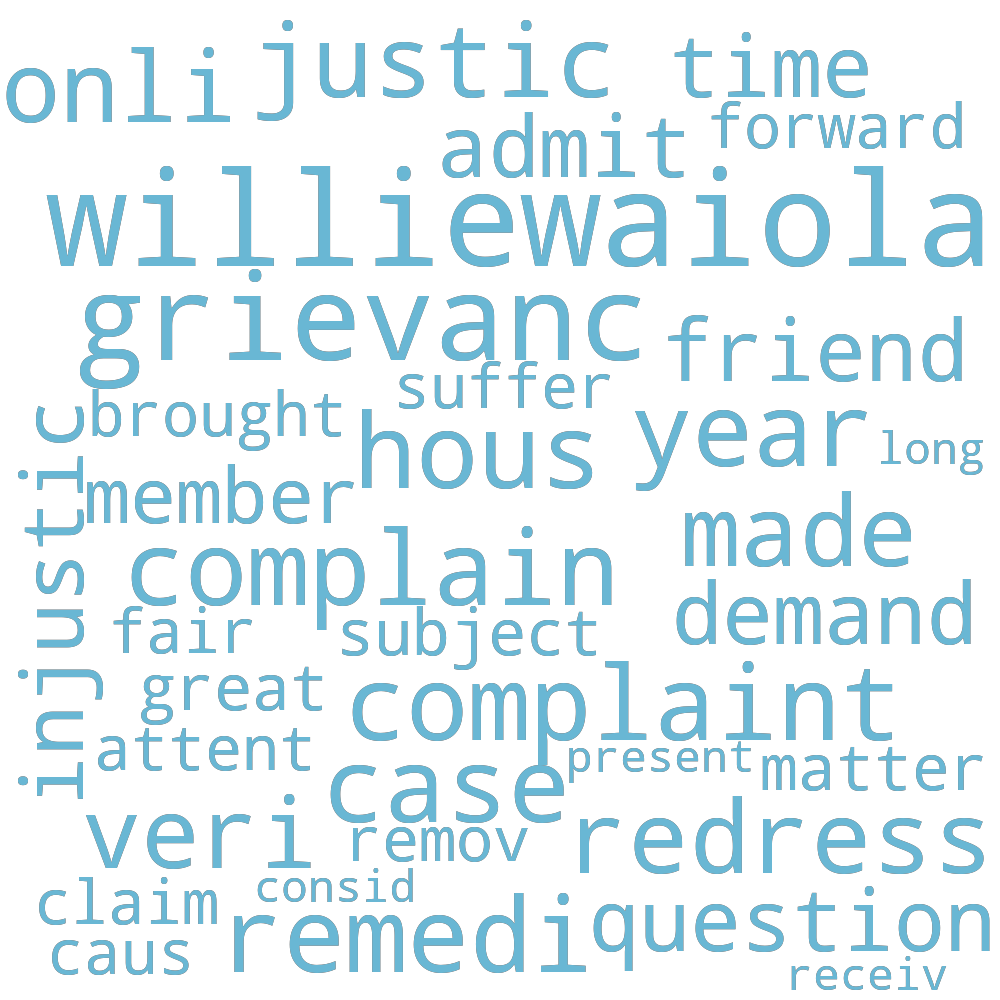 onli justic time
admit forward
williewaiola
grievanc friend
suffer
brought hous year long
injustic
member made
complain demand
fair subject
great complaint
attent present matter
case
veri remov redress
claim consid
remedi question
caus receiv